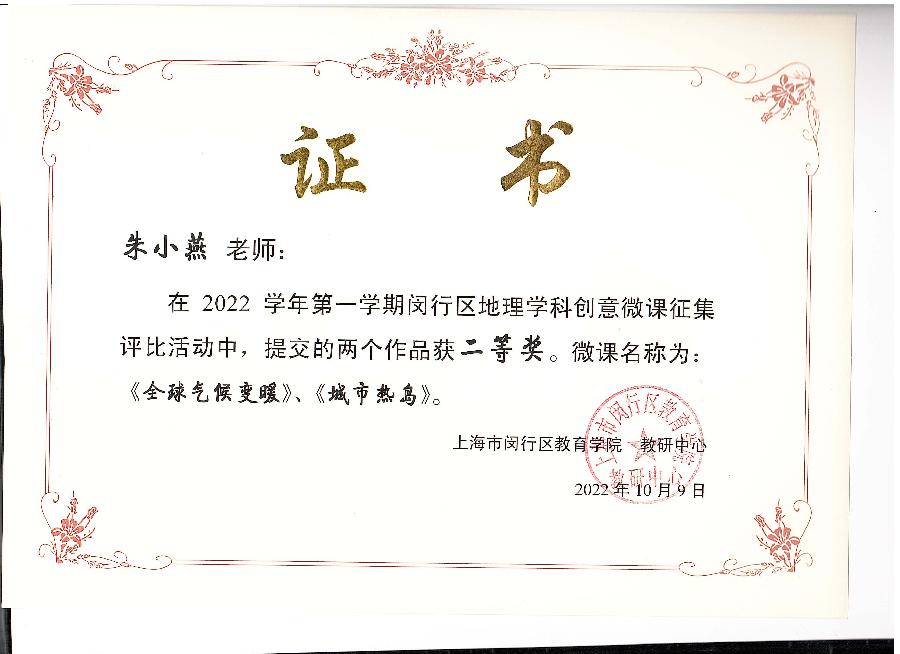 证 书
朱小燕 老师：
在 2022 学年第一学期闵行区地理学科创意微课征集
评比活动中，提交的两个作品获二等奖。微课名称为：
《全球气候变暖》、《城市热岛》。
上海市闵行区教育学院
教研中心
上海市闵行区教育学院 教研中心
2022 年 10 月 9 日